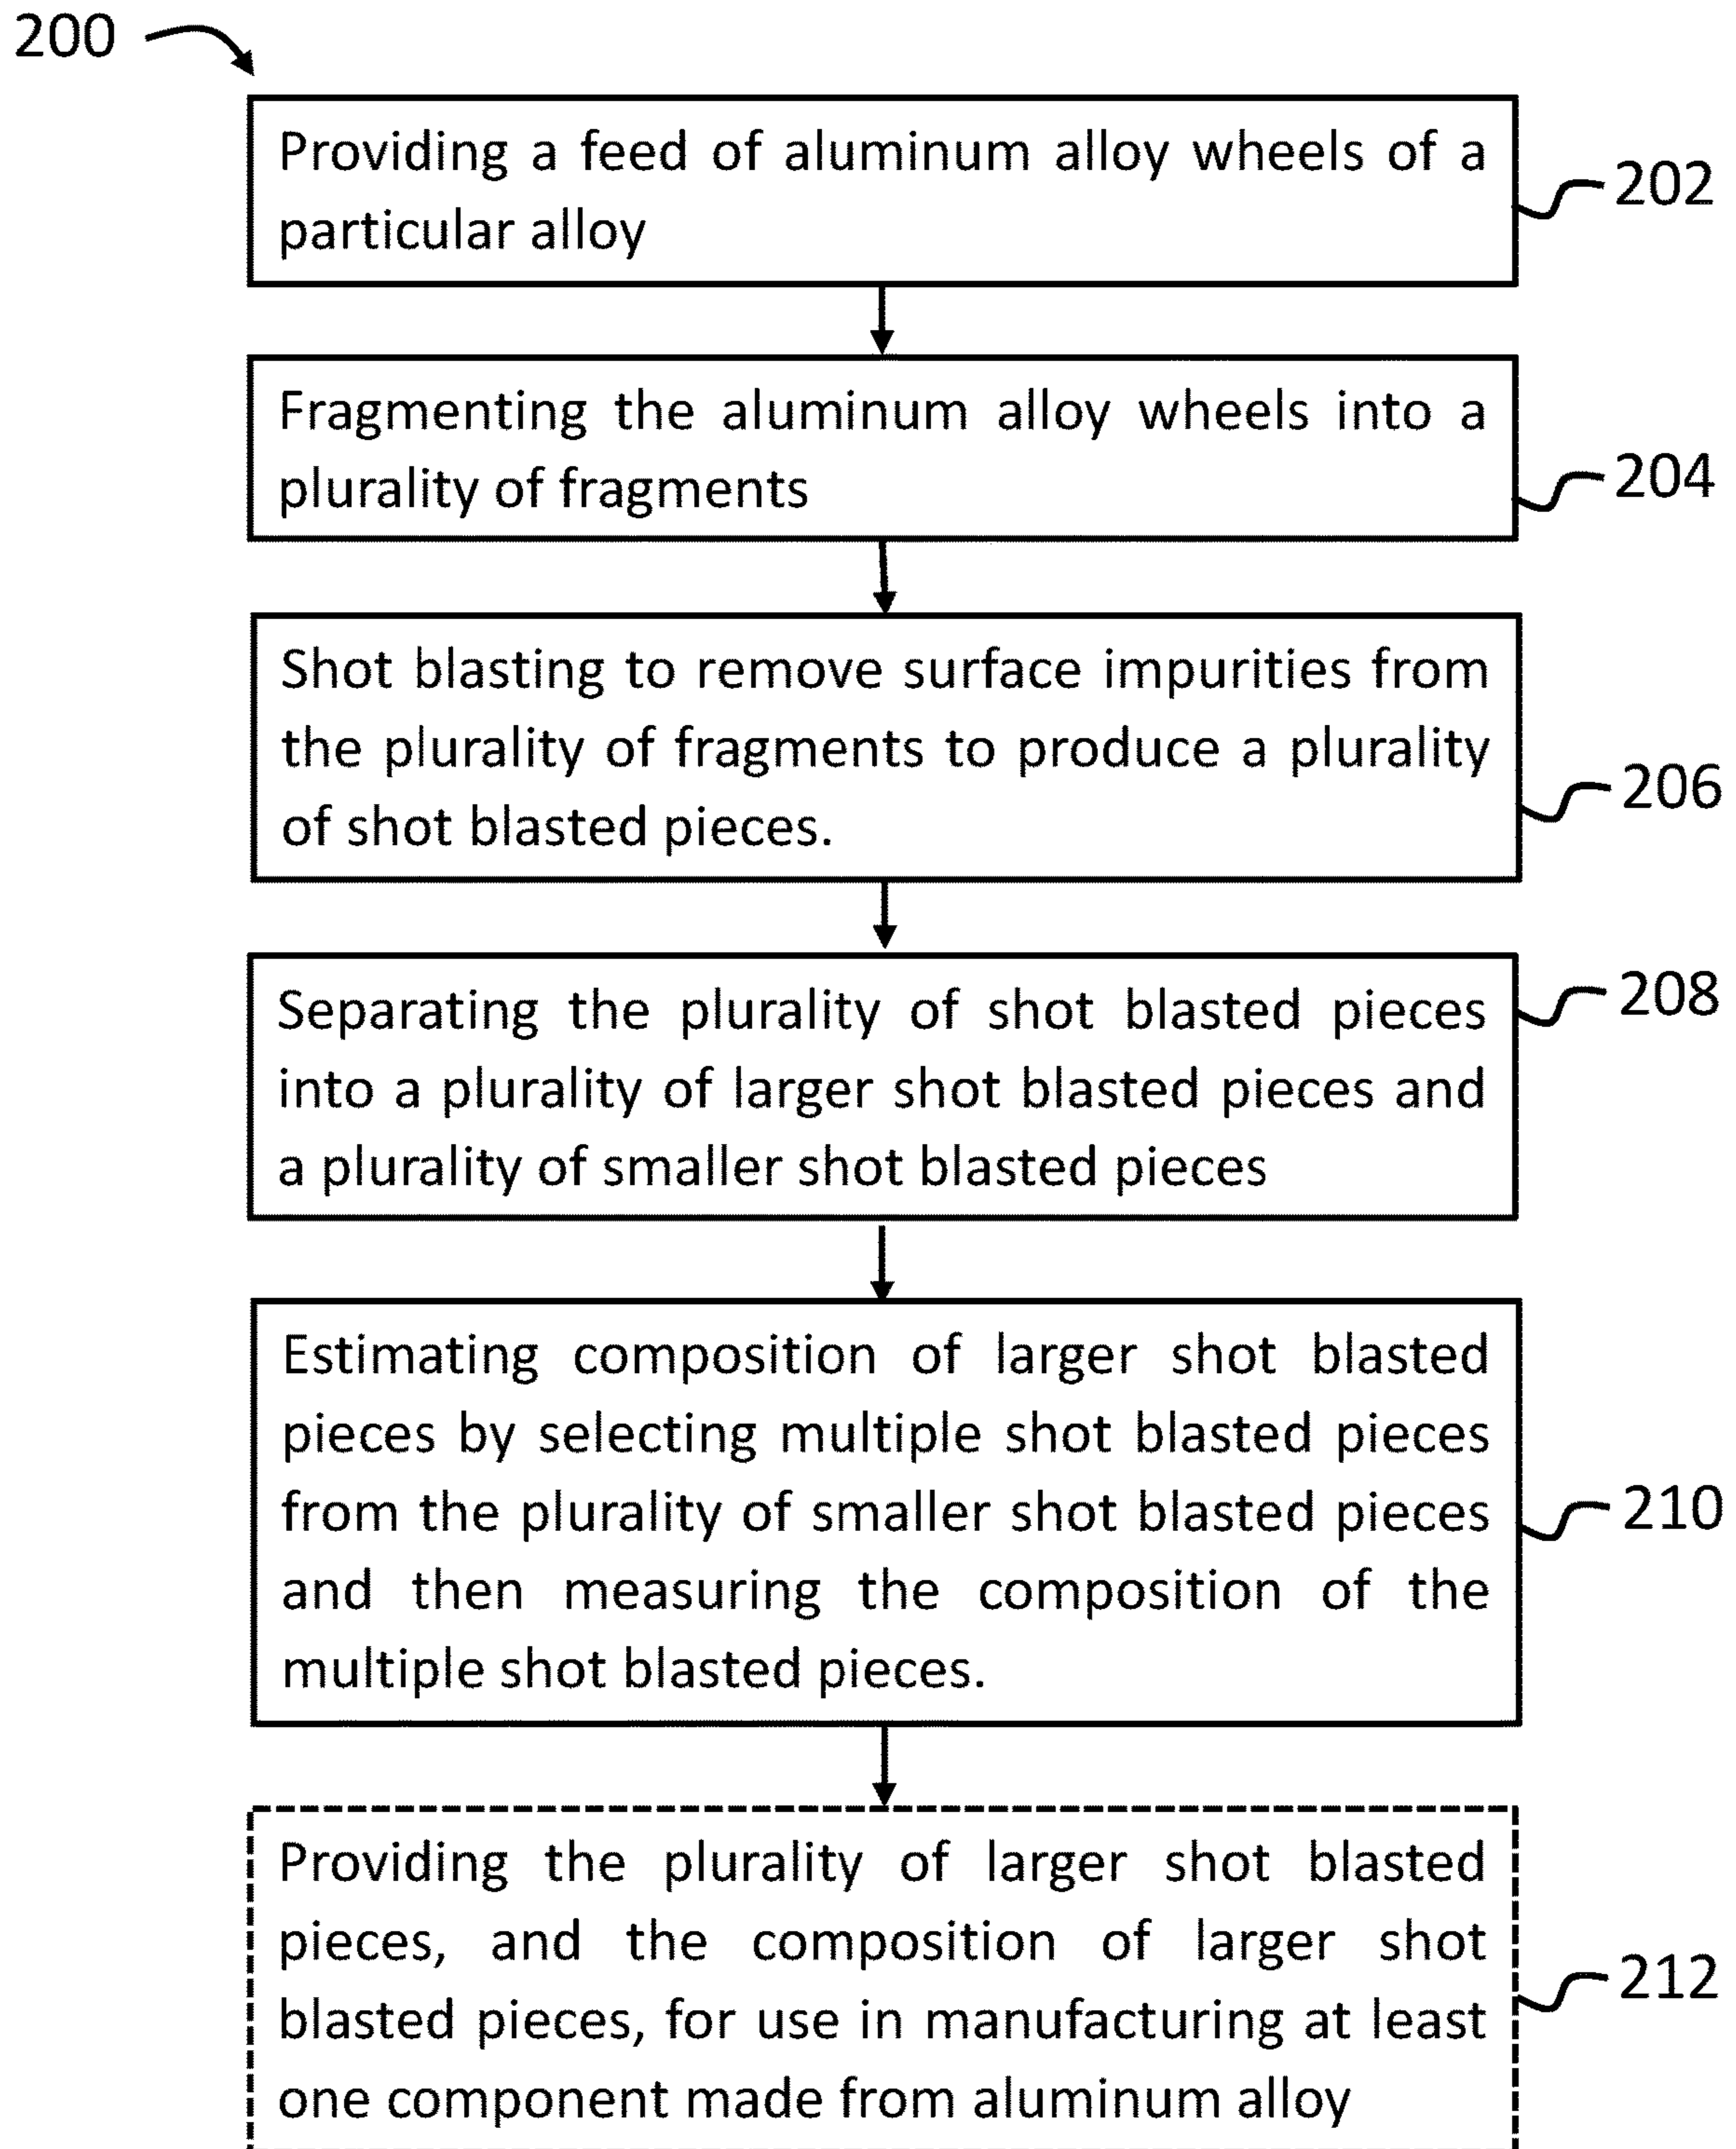 200
Providing a feed of aluminum alloy wheels of a
particular alloy
202
Fragmenting the aluminum alloy wheels into a
plurality of fragments
204
Shot blasting to remove surface impurities from
the plurality of fragments to produce a plurality
of shot blasted pieces.
206
Separating the plurality of shot blasted pieces
into a plurality of larger shot blasted pieces and
a plurality of smaller shot blasted pieces
208
Estimating composition of larger shot blasted
pieces by selecting multiple shot blasted pieces
from the plurality of smaller shot blasted pieces
and then measuring the composition of the
multiple shot blasted pieces.
210
Providing the plurality of larger shot blasted
pieces, and the composition of larger shot
blasted pieces, for use in manufacturing at least
one component made from aluminum alloy
212